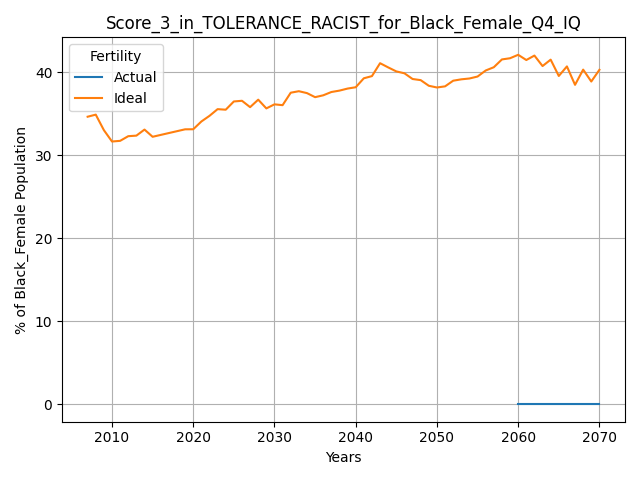 Score_3_in_TOLERANCE_RACIST_for_Black_Female_Q4_IQ
Fertility
Actual
Ideal
% of Black_Female Population
40
30
20
10
0
2010 2020 2030 2040 2050 2060 2070
Years